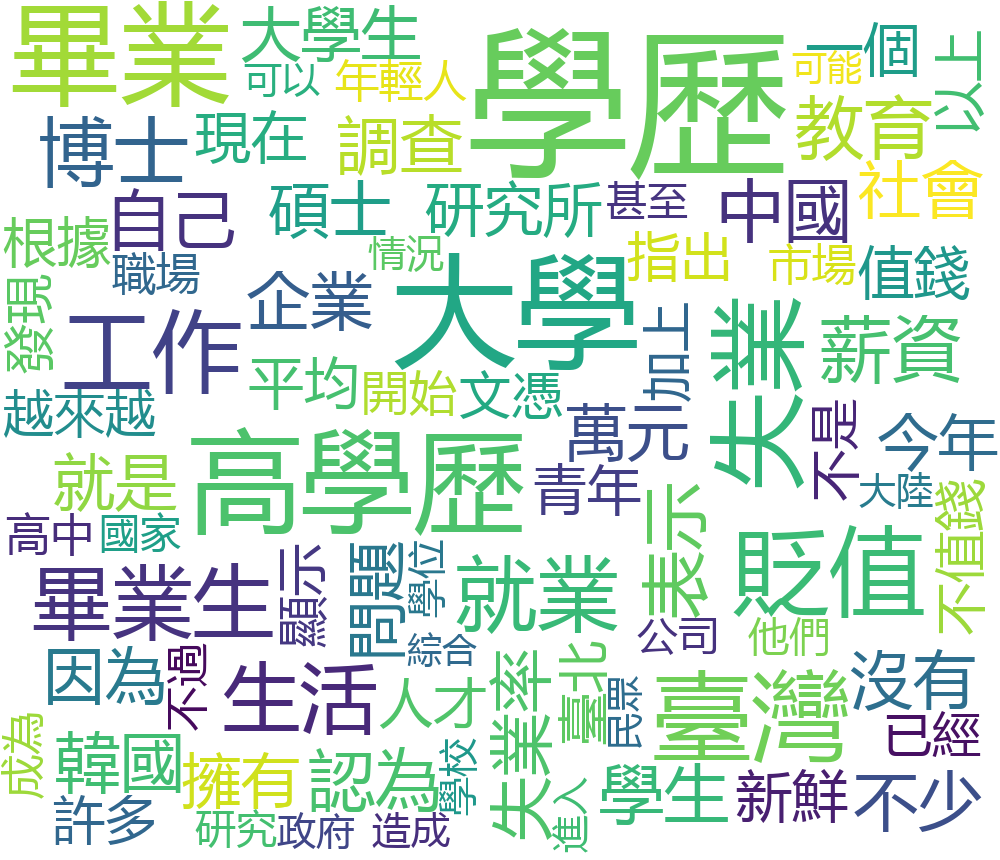 畢業
大學生
學歷
一個
以上
可以
年輕人
可能
博士
現在
調查
教育
自己
碩士
研究所
甚至
中國
社會
根據
職場
情況
指出
市場
值錢
發現
工作
企業
大學
加上
失業
薪資
平均
開始
文憑
越來越
萬元
不是
今年
就是
高學歷
青年
大陸
不值錢
高中
國家
表示
貶值
畢業生
顯示
問題
學位
就業
公司
他們
綜合
因為
不過
生活
人才
失業率
臺北
民眾
臺灣
沒有
已經
成為
韓國
擁有
認為
學校
進入
學生
新鮮
不少
許多
研究
政府
造成